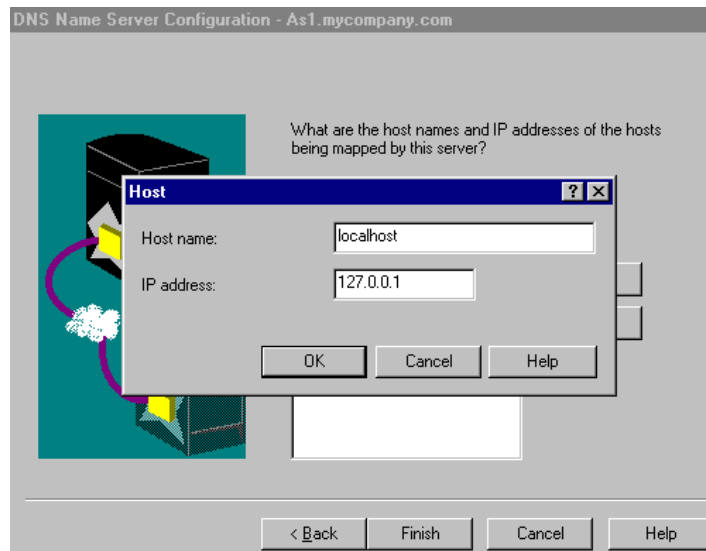 DNS Name Server Configuration - As1.mycompany.com
What are the host names and IP addresses of the hosts
being mapped by this server?
Host
Host name:
localhost
IP address:
127.0.0.1
OK
Cancel
Help
< Back
Finish
Cancel
Help